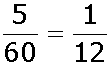 5/60 = 1/12